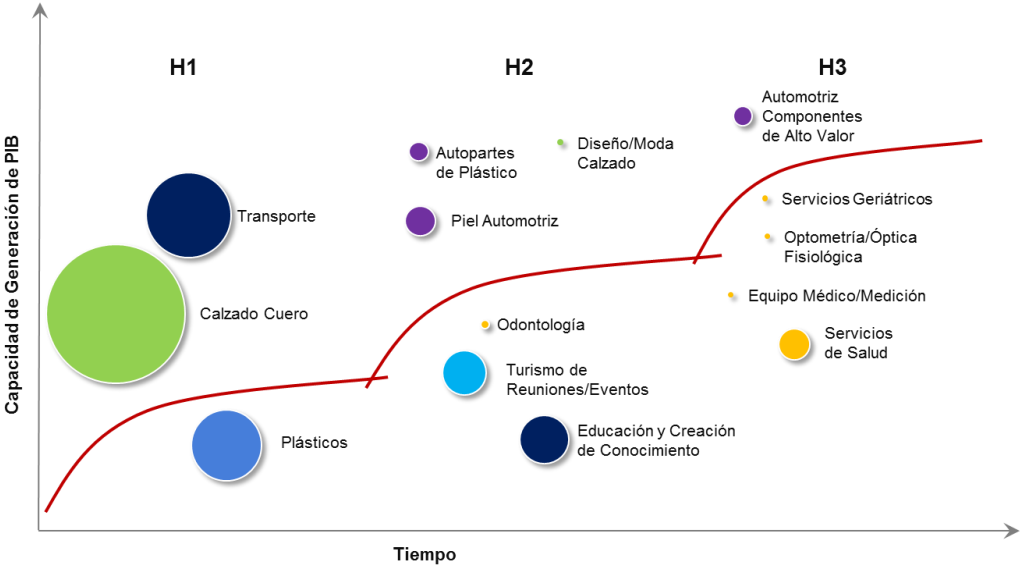 H1
H2
H3
Capacidad de Generación de PIB
Transporte
Calzado Cuero
Plásticos
Autopartes
de Plástico
Diseño/Moda
Calzado
Piel Automotriz
Odontología
Turismo de
Reuniones/Eventos
Educación y Creación
de Conocimiento
Automotriz
Componentes
de Alto Valor
Servicios Geriátricos
Optometría/Óptica
Fisiológica
Equipo Médico/Medición
Servicios
de Salud
Tiempo